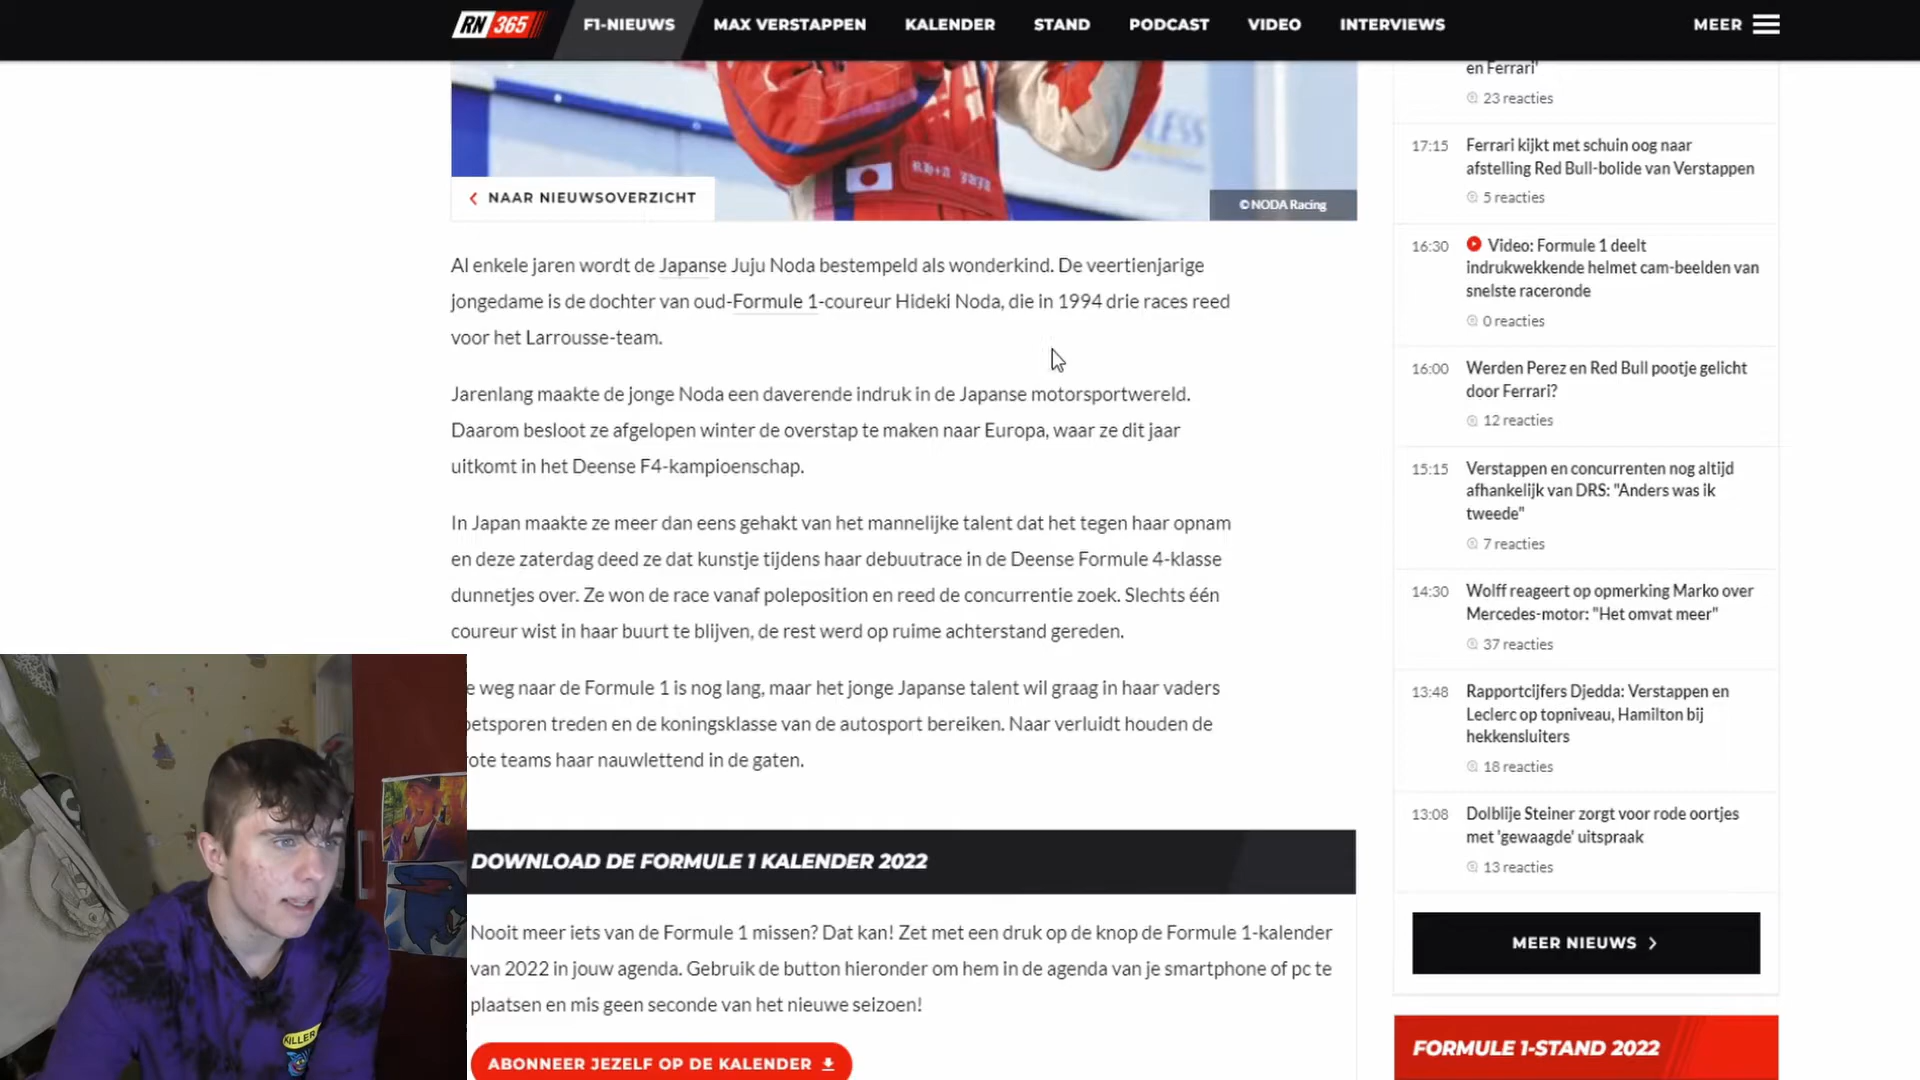 RN 365 F1-NIEUWS MAX VERSTAPPEN KALENDER STAND PODCAST VIDEO INTERVIEWS MEER
NAAR NIEUWSOVERZICHT
© NODA Racing
Al enkele jaren wordt de Japanse Juju Noda bestempeld als wonderkind. De veertienjarige
jongedame is de dochter van oud-Formule 1-coureur Hideki Noda, die in 1994 drie races reed
voor het Larrousse-team.
Jarenlang maakte de jonge Noda een daverende indruk in de Japanse motorsportwereld.
Daarom besloot ze afgelopen winter de overstap te maken naar Europa, waar ze dit jaar
uitkomt in het Deense F4-kampioenschap.
In Japan maakte ze meer dan eens gehakt van het mannelijke talent dat het tegen haar opnam
en deze zaterdag deed ze dat kunstje tijdens haar debuutrace in de Deense Formule 4-klasse
dunnetjes over. Ze won de race vanaf poleposition en reed de concurrentie zoek. Slechts één
coureur wist in haar buurt te blijven, de rest werd op ruime achterstand gereden.
e weg naar de Formule 1 is nog lang, maar het jonge Japanse talent wil graag in haar vaders
etsporen treden en de koningsklasse van de autosport bereiken. Naar verluidt houden de
ote teams haar nauwlettend in de gaten.
DOWNLOAD DE FORMULE 1 KALENDER 2022
Nooit meer iets van de Formule 1 missen? Dat kan! Zet met een druk op de knop de Formule 1-kalender
van 2022 in jouw agenda. Gebruik de button hieronder om hem in de agenda van je smartphone of pc te
plaatsen en mis geen seconde van het nieuwe seizoen!
ABONNEER JEZELF OP DE KALENDER
en Ferrari'
23 reacties
17:15 Ferrari kijkt met schuin oog naar
afstelling Red Bull-bolide van Verstappen
5 reacties
16:30 Video: Formule 1 deelt
indrukwekkende helmet cam-beelden van
snelste raceronde
0 reacties
16:00 Werden Perez en Red Bull pootje gelicht
door Ferrari?
12 reacties
15:15 Verstappen en concurrenten nog altijd
afhankelijk van DRS: "Anders was ik
tweede"
7 reacties
14:30 Wolff reageert op opmerking Marko over
Mercedes-motor: "Het omvat meer"
37 reacties
13:48 Rapportcijfers Djedda: Verstappen en
Leclerc op topniveau, Hamilton bij
hekkensluiters
18 reacties
13:08 Dolblije Steiner zorgt voor rode oortjes
met 'gewaagde' uitspraak
13 reacties
MEER NIEUWS
FORMULE 1-STAND 2022
KILLER